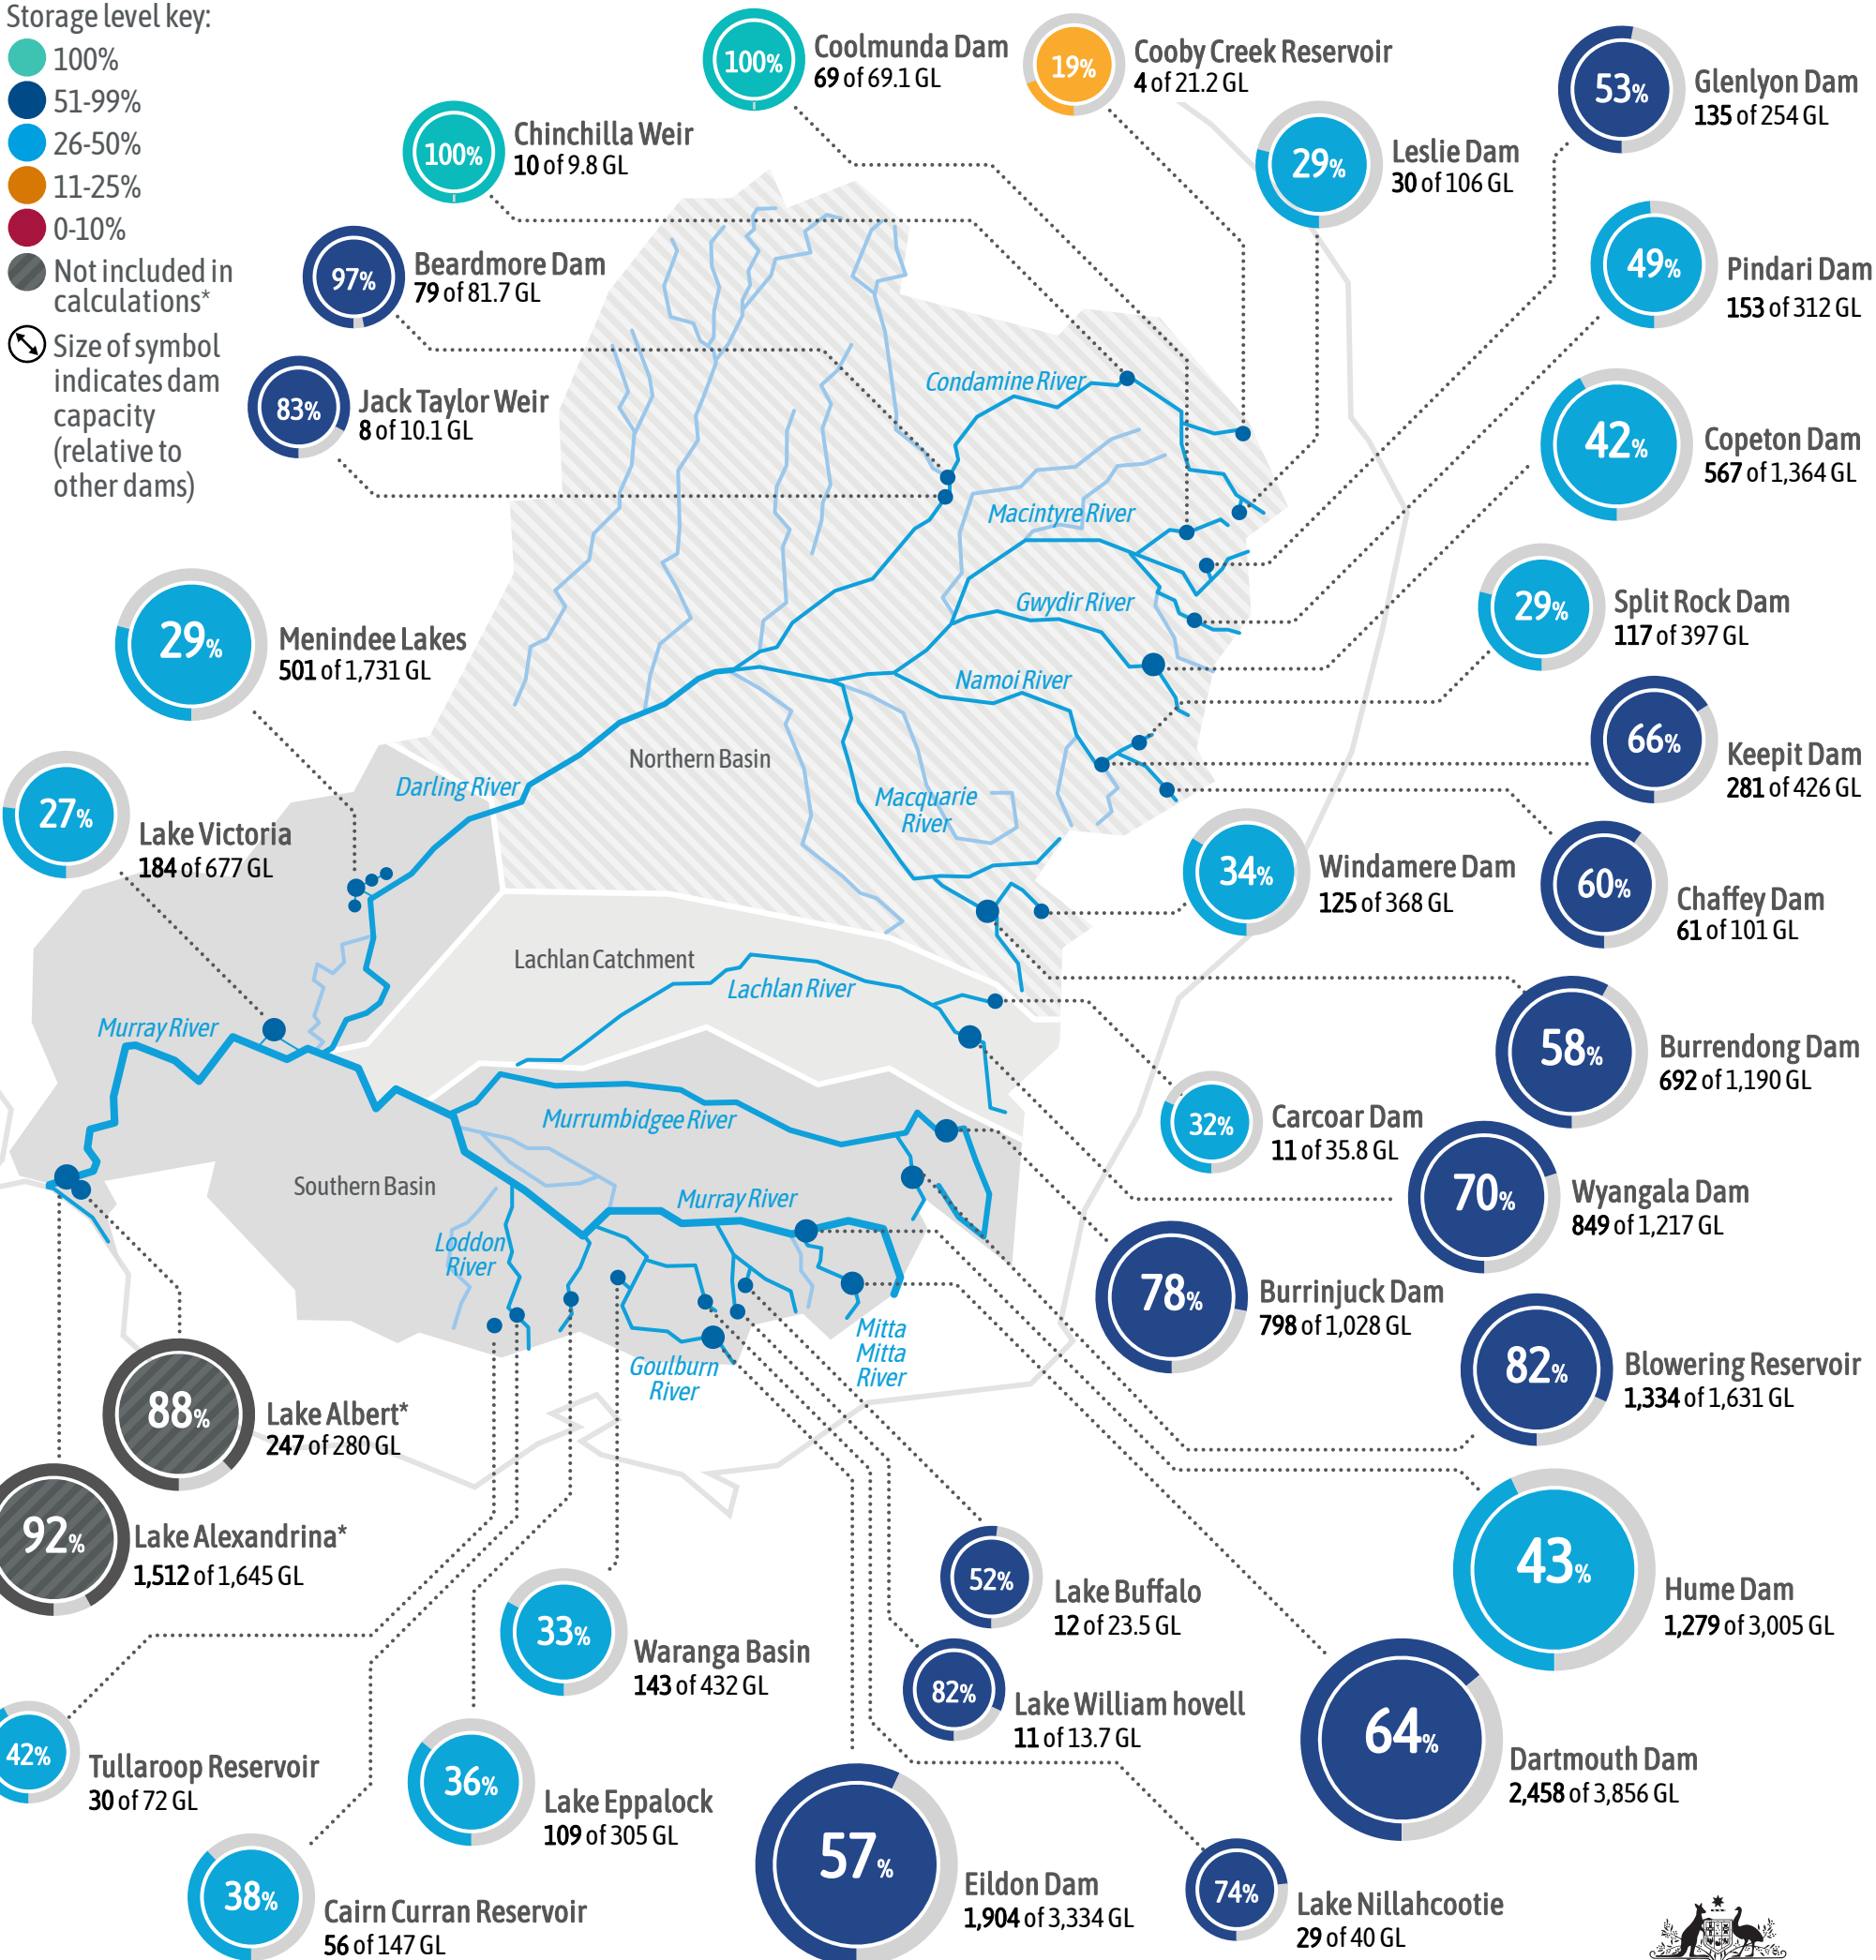 Storage level key:
100%
51-99%
26-50%
11-25%
0-10%
Not included in
calculations*
Size of symbol
indicates dam
capacity
(relative to
other dams)
100%
Coolmunda Dam
69 of 69.1 GL
19%
Cooby Creek Reservoir
4 of 21.2 GL
53%
Glenlyon Dam
135 of 254 GL
100%
Chinchilla Weir
10 of 9.8 GL
29%
Leslie Dam
30 of 106 GL
97%
Beardmore Dam
79 of 81.7 GL
49%
Pindari Dam
153 of 312 GL
83%
Jack Taylor Weir
8 of 10.1 GL
42%
Copeton Dam
567 of 1,364 GL
Condamine River
Macintyre River
Gwydir River
Namoi River
Macquarie
River
Northern Basin
Darling River
29%
Menindee Lakes
501 of 1,731 GL
29%
Split Rock Dam
117 of 397 GL
66%
Keepit Dam
281 of 426 GL
27%
Lake Victoria
184 of 677 GL
34%
Windamere Dam
125 of 368 GL
60%
Chaffey Dam
61 of 101 GL
Lachlan Catchment
Lachlan River
Murray River
58%
Burrendong Dam
692 of 1,190 GL
32%
Carcoar Dam
11 of 35.8 GL
70%
Wyangala Dam
849 of 1,217 GL
Murrumbidgee River
Southern Basin
Murray River
Loddon
River
Goulburn
River
Mitta
Mitta
River
78%
Burrinjuck Dam
798 of 1,028 GL
82%
Blowering Reservoir
1,334 of 1,631 GL
88%
Lake Albert*
247 of 280 GL
92%
Lake Alexandrina*
1,512 of 1,645 GL
43%
Hume Dam
1,279 of 3,005 GL
52%
Lake Buffalo
12 of 23.5 GL
33%
Waranga Basin
143 of 432 GL
82%
Lake William hovell
11 of 13.7 GL
64%
Dartmouth Dam
2,458 of 3,856 GL
42%
Tullaroop Reservoir
30 of 72 GL
36%
Lake Eppalock
109 of 305 GL
57%
Eildon Dam
1,904 of 3,334 GL
74%
Lake Nillahcootie
29 of 40 GL
38%
Cairn Curran Reservoir
56 of 147 GL